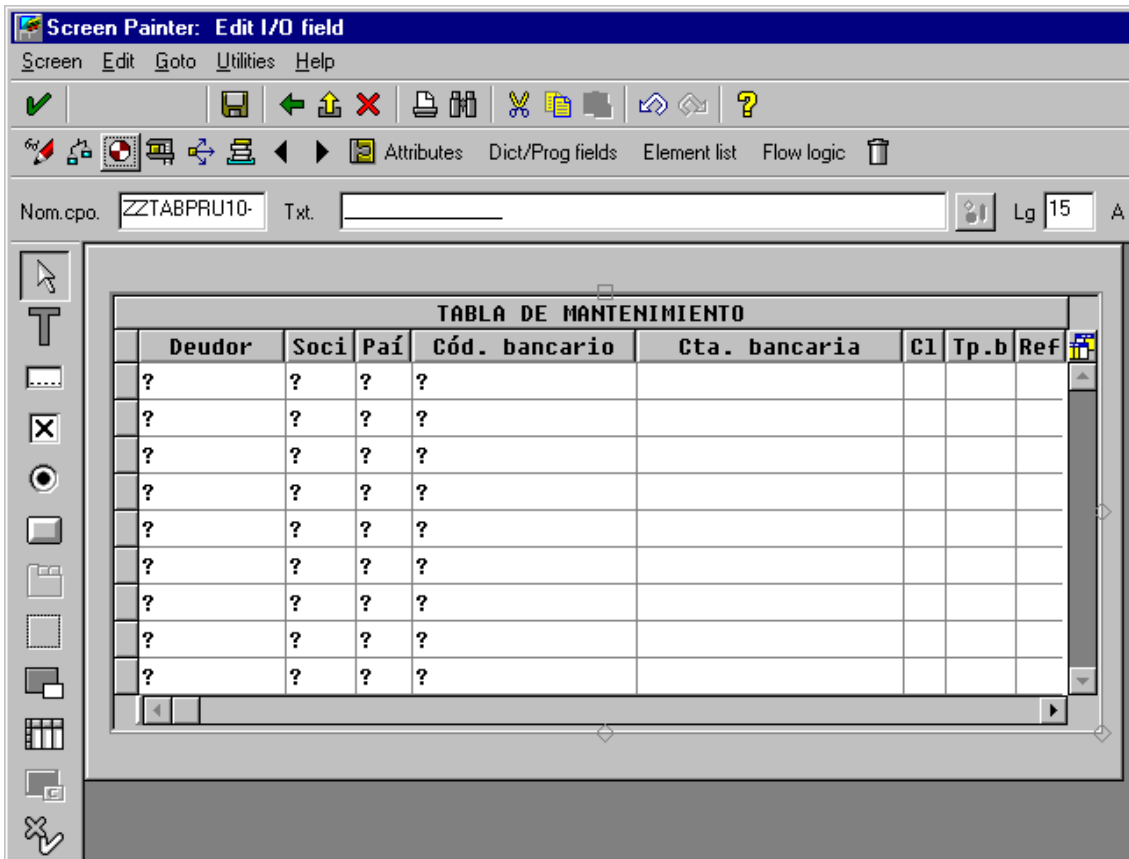 Screen Painter: Edit I/O field
Screen Edit Goto Utilities Help
Attributes Dict/Prog fields Element list Flow logic
Nom.cpo. ZZTABPRU10- Txt. _______________ Lg 15 A
TABLA DE MANTENIMIENTO
Deudor Soci Paí Cód. bancario Cta. bancaria Cl Tp.b Ref
? ? ? ?
? ? ? ?
? ? ? ?
? ? ? ?
? ? ? ?
? ? ? ?
? ? ? ?
? ? ? ?
? ? ? ?